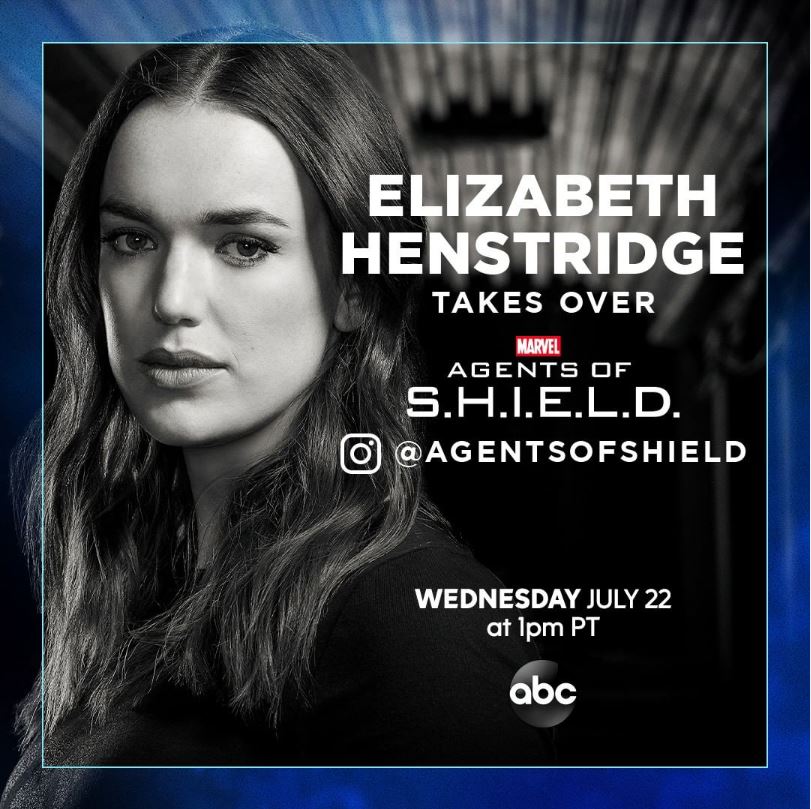 ELIZABETH
HENSTRIDGE
TAKES OVER
MARVEL
AGENTS OF
S.H.I.E.L.D.
@AGENTSOFSHIELD
WEDNESDAY JULY 22
at 1pm PT
abc